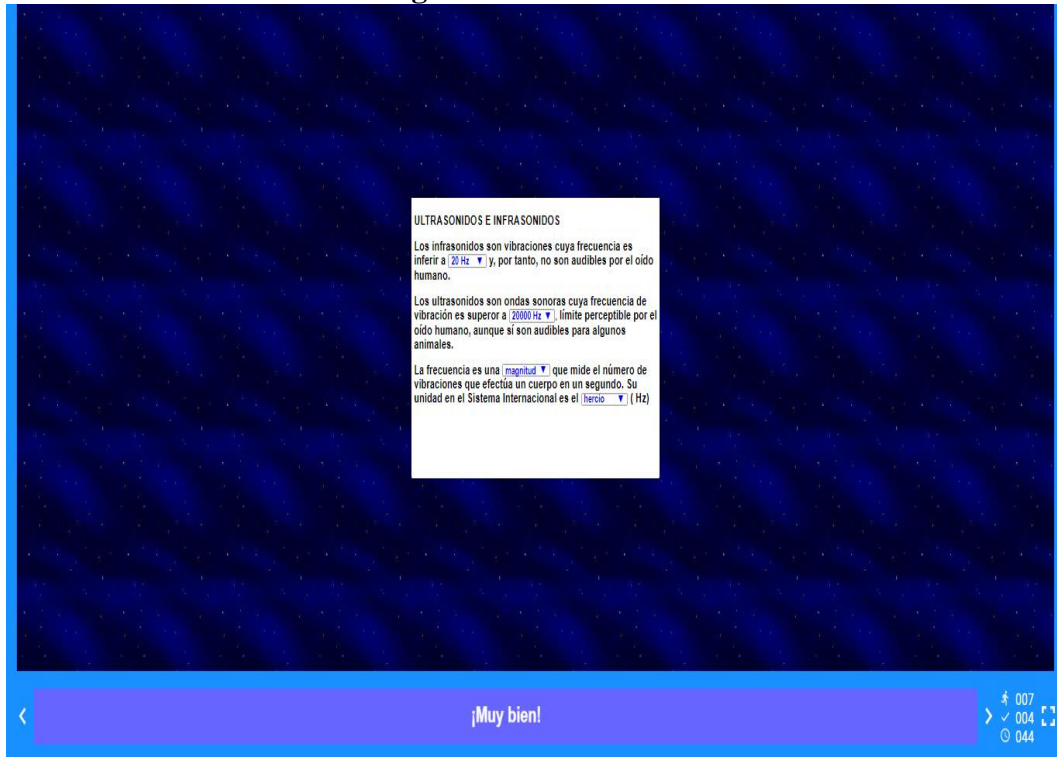 ULTRASONIDOS E INFRASONIDOS
Los infrasonidos son vibraciones cuya frecuencia es
inferir a 20 Hz ▼ y, por tanto, no son audibles por el oído
humano.
Los ultrasonidos son ondas sonoras cuya frecuencia de
vibración es superor a 20000 Hz ▼, límite perceptible por el
oído humano, aunque sí son audibles para algunos
animales.
La frecuencia es una magnitud ▼ que mide el número de
vibraciones que efectúa un cuerpo en un segundo. Su
unidad en el Sistema Internacional es el hercio ▼ ( Hz)
¡Muy bien!
007
004
044